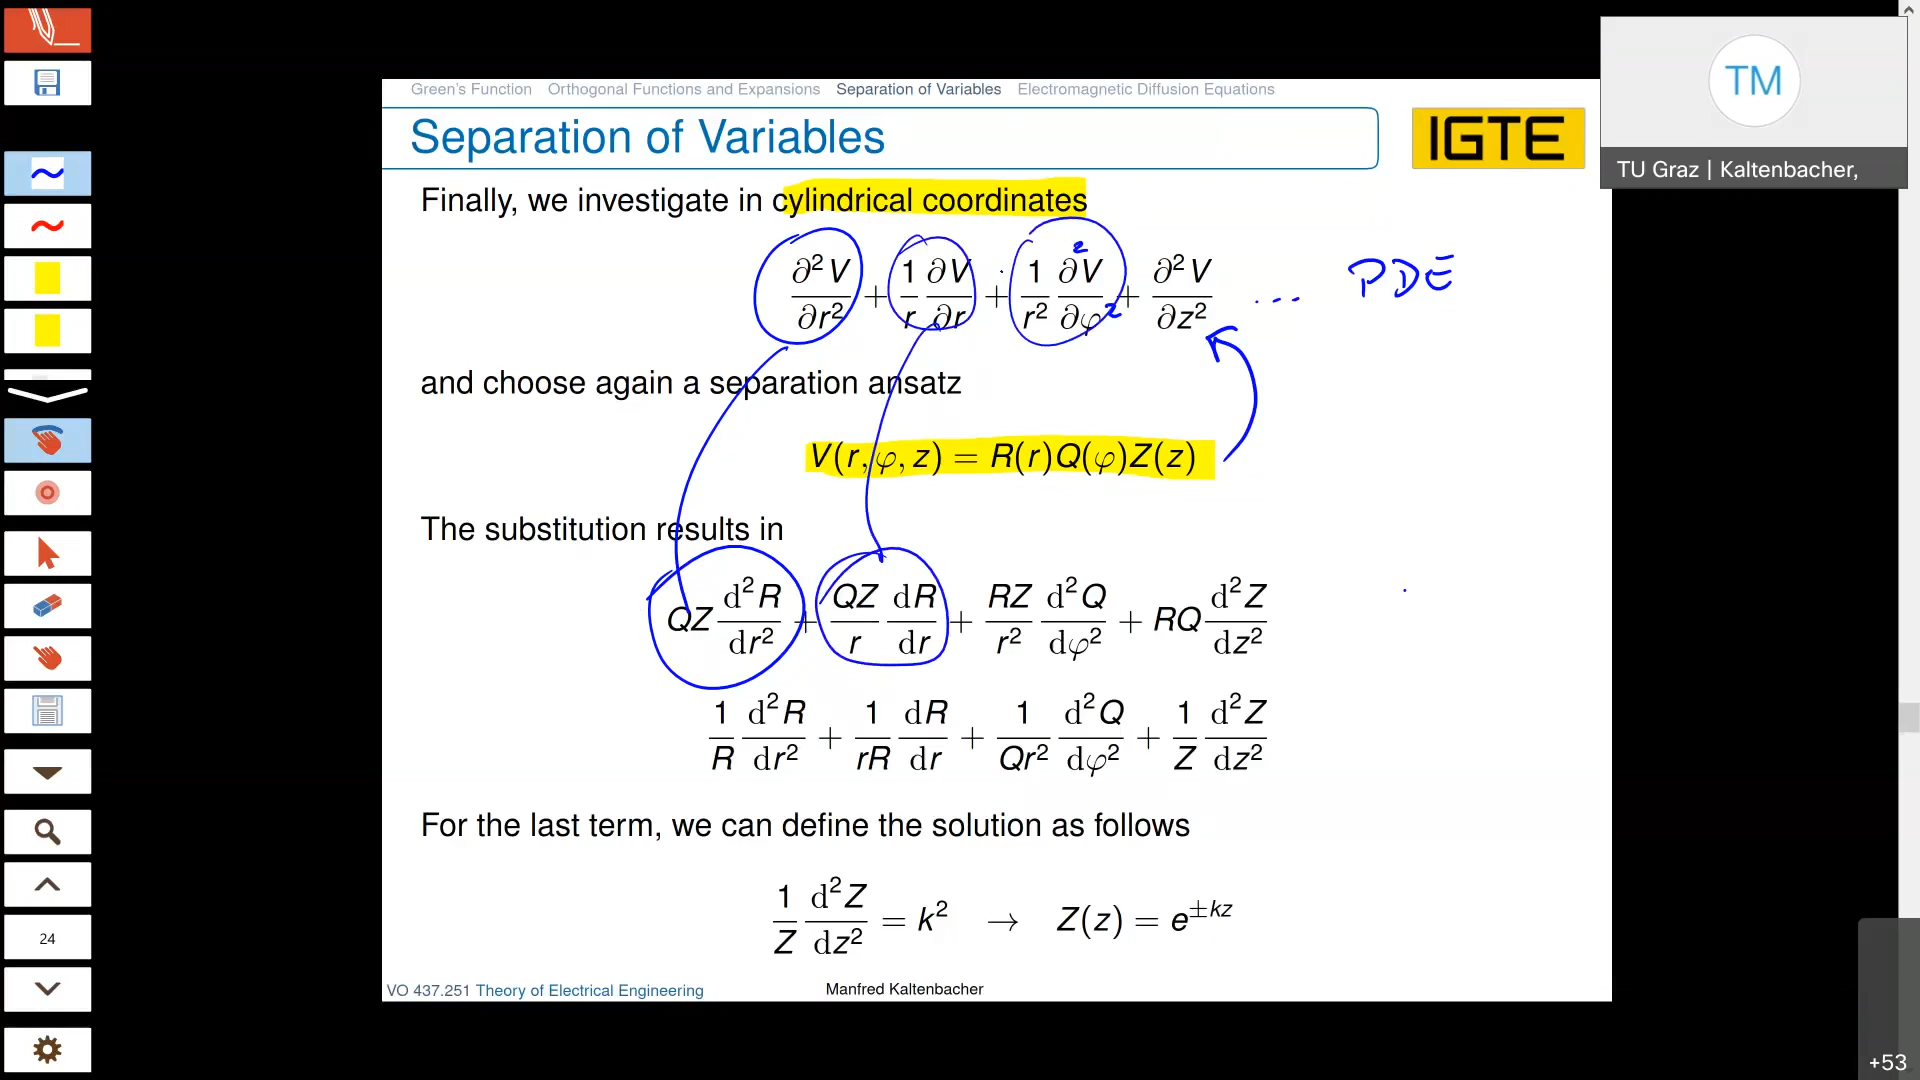 Green's Function Orthogonal Functions and Expansions Separation of Variables Electromagnetic Diffusion Equations
Separation of Variables
IGTE
TM
TU Graz | Kaltenbacher,
Finally, we investigate in cylindrical coordinates
∂²V/∂r² + 1/r ∂V/∂r + 1/r² ∂²V/∂φ² + ∂²V/∂z² ... PDE
and choose again a separation ansatz
V(r, φ, z) = R(r)Q(φ)Z(z)
The substitution results in
QZ d²R/dr² + QZ/r dR/dr + RZ/r² d²Q/dφ² + RQ d²Z/dz²
1/R d²R/dr² + 1/rR dR/dr + 1/Qr² d²Q/dφ² + 1/Z d²Z/dz²
For the last term, we can define the solution as follows
1/Z d²Z/dz² = k² → Z(z) = e^±kz
VO 437.251 Theory of Electrical Engineering Manfred Kaltenbacher
24
+53